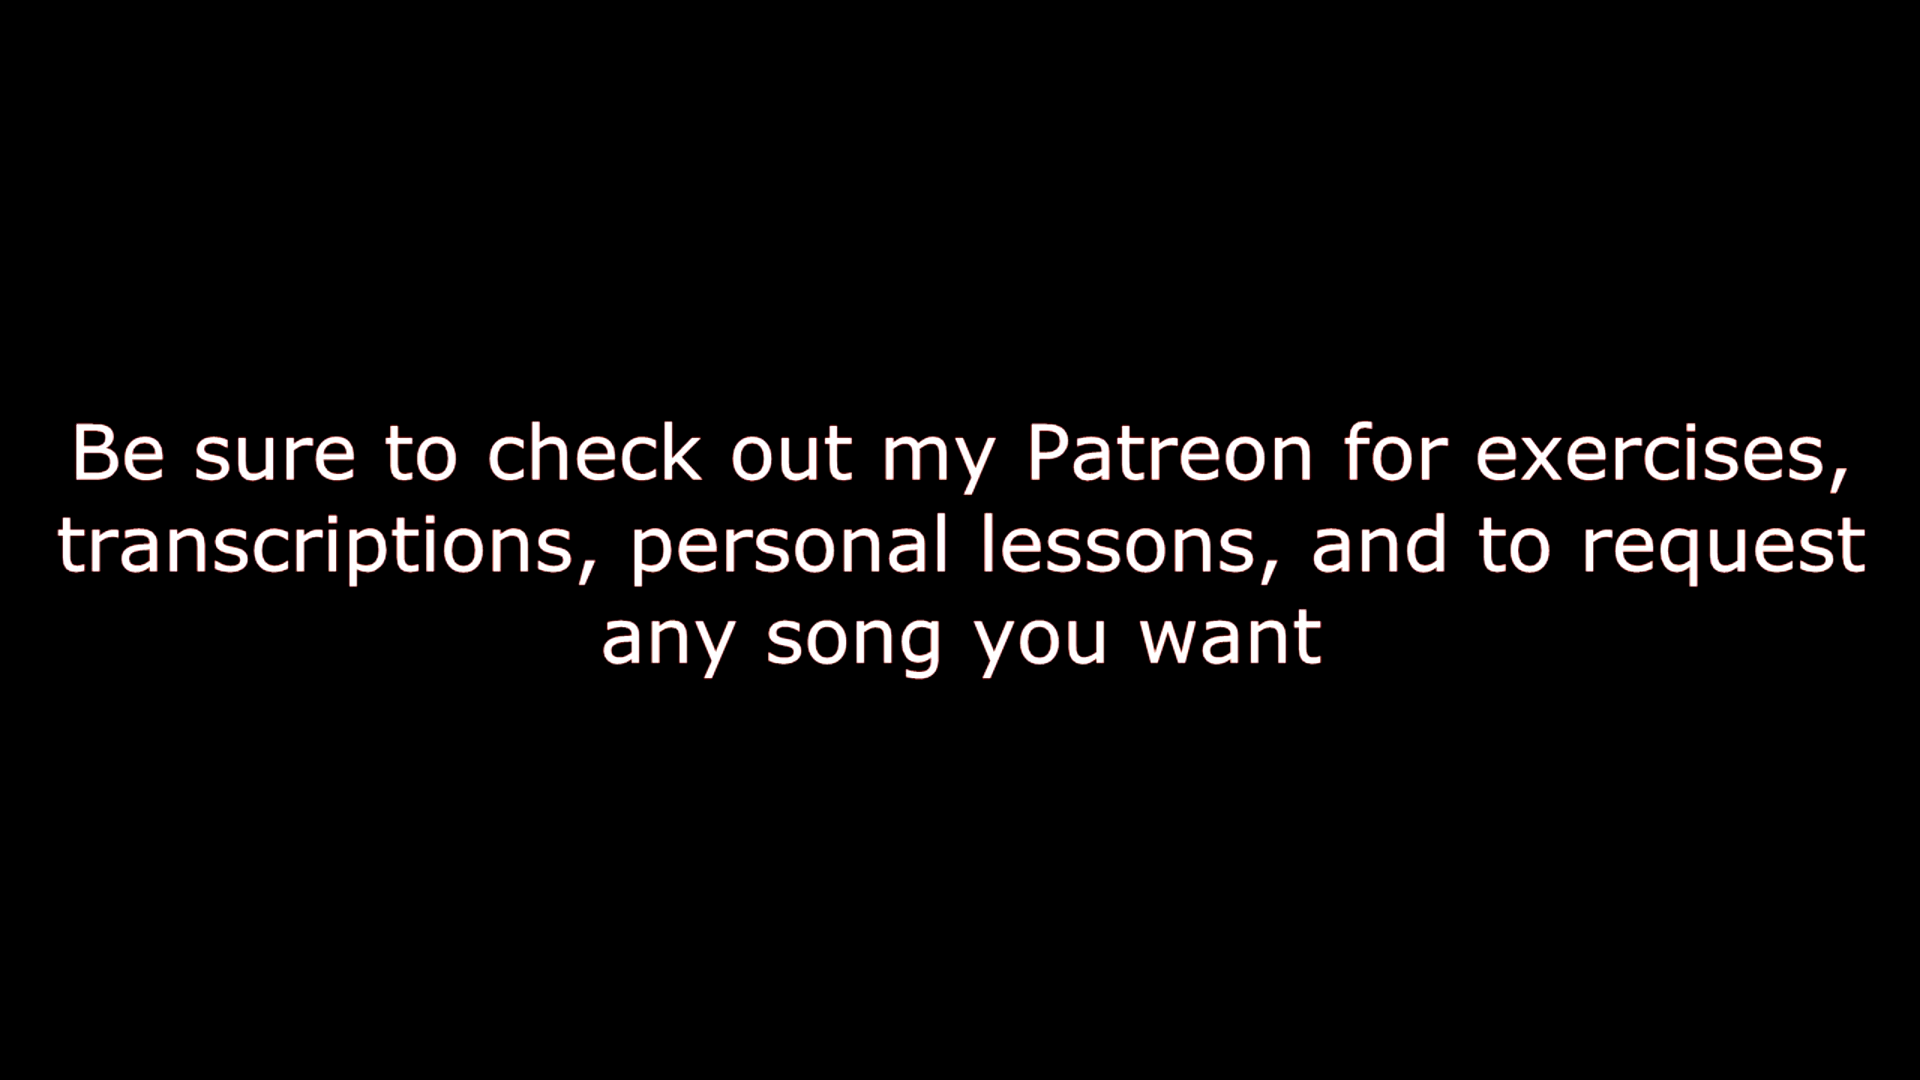 Be sure to check out my Patreon for exercises,
transcriptions, personal lessons, and to request
any song you want